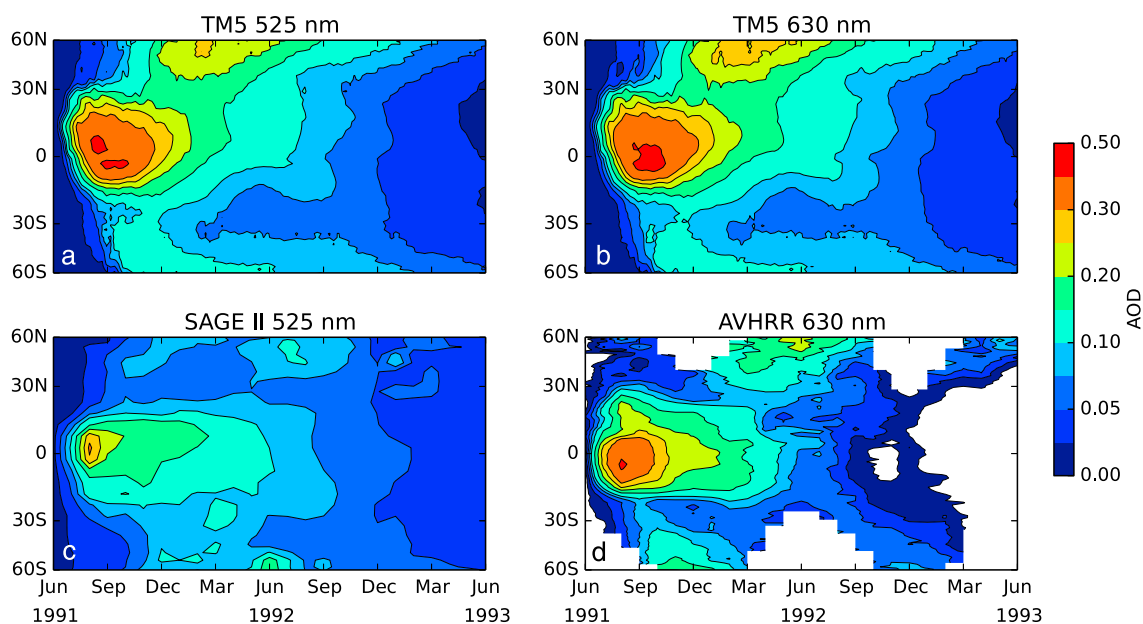 TM5 525 nm
TM5 630 nm
60N
30N
0
30S
60S
a
60N
30N
0
30S
60S
b
SAGE II 525 nm
AVHRR 630 nm
60N
30N
0
30S
60S
c
60N
30N
0
30S
60S
d
Jun Sep Dec Mar Jun Sep Dec Mar Jun
1991 1992 1993
Jun Sep Dec Mar Jun Sep Dec Mar Jun
1991 1992 1993
0.50
0.30
0.20
0.10
0.05
0.00
AOD